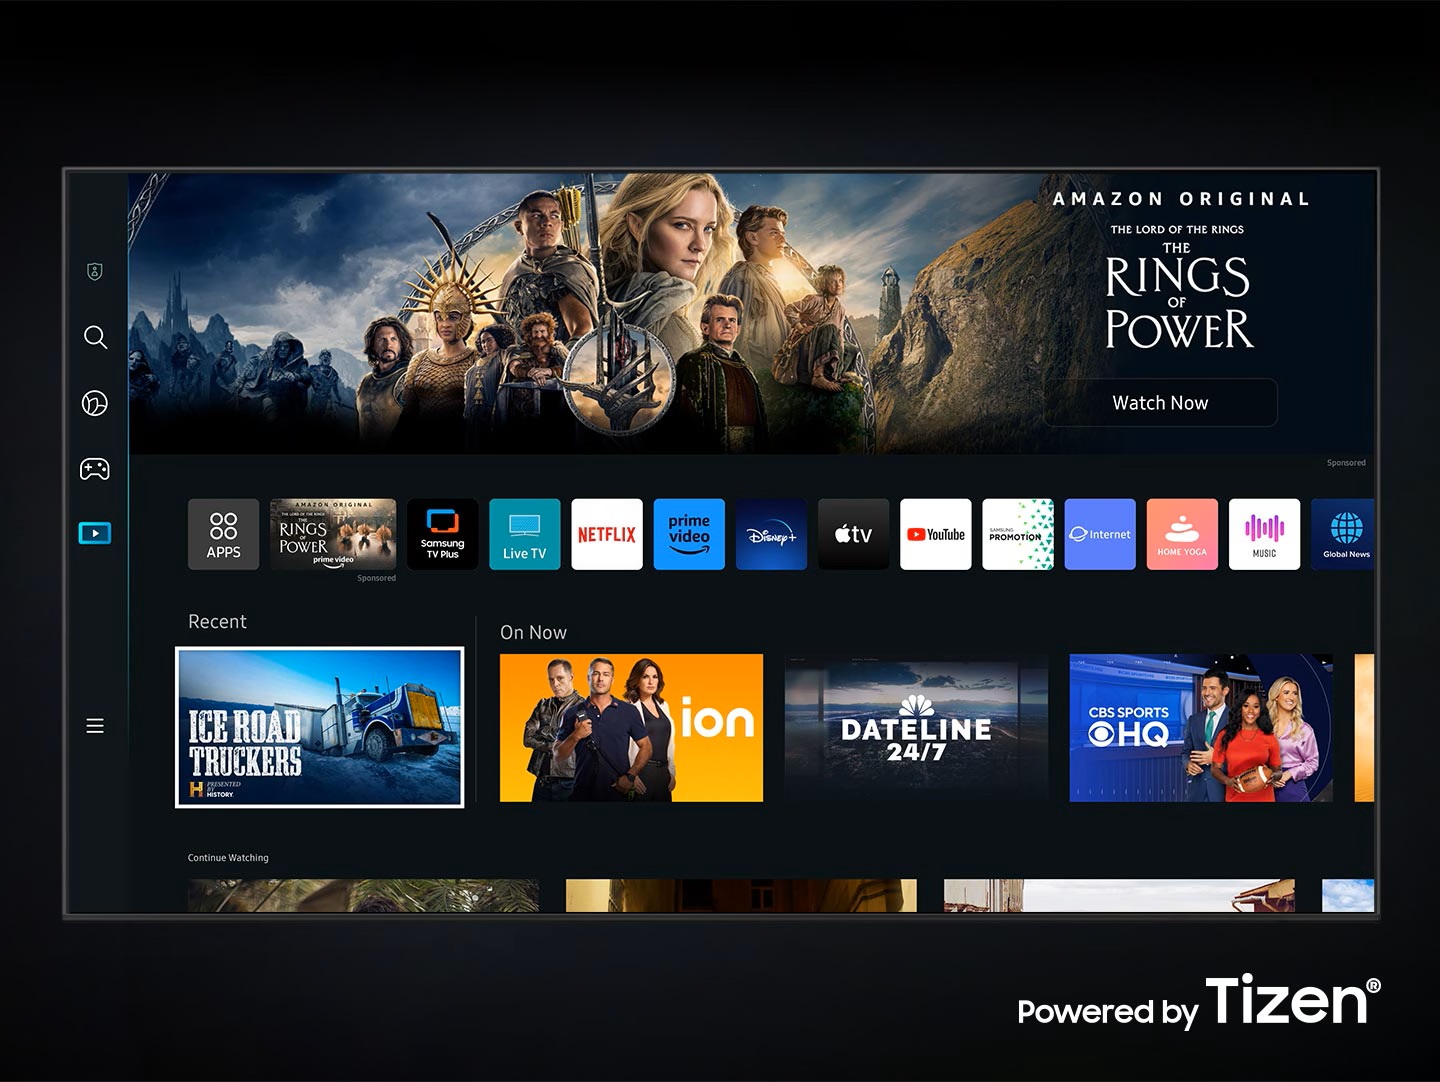 AMAZON ORIGINAL
THE LORD OF THE RINGS
THE
RINGS
OF
POWER
Watch Now
Sponsored
APPS
AMAZON ORIGINAL
THE LORD OF THE RINGS
THE
RINGS
OF
POWER
prime video
Sponsored
Samsung
TV Plus
Live TV
NETFLIX
prime
video
Disney+
tv
YouTube
SAMSUNG
PROMOTION
Internet
HOME YOGA
MUSIC
Global News
Recent
ICE ROAD
TRUCKERS
H PRESENTED
BY
HISTORY.
On Now
ion
DATELINE
24/7
CBS SPORTS
HQ
Continue Watching
Powered by Tizen®